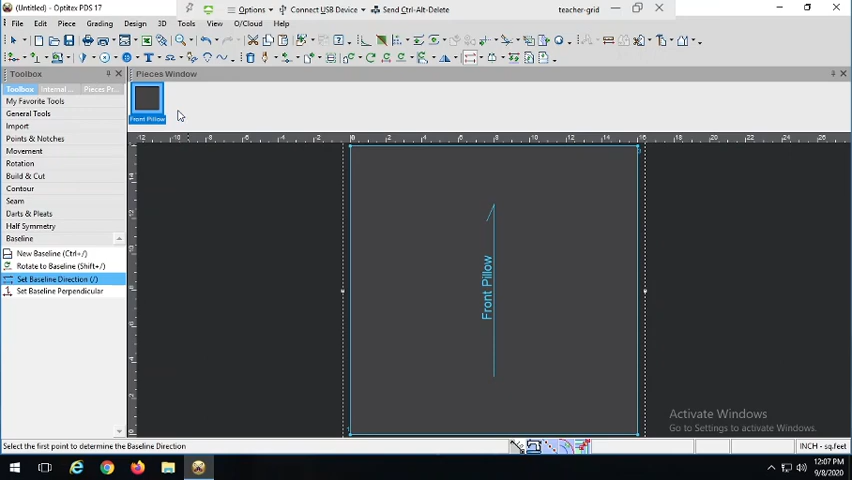 (Untitled) - Optitex PDS 17
Options
Connect USB Device
Send Ctrl-Alt-Delete
teacher-grid
File Edit Piece Grading Design 3D Tools View O/Cloud Help
Toolbox
Pieces Window
Toolbox Internal ... Pieces Pr...
My Favorite Tools
General Tools
Import
Points & Notches
Movement
Rotation
Build & Cut
Contour
Seam
Darts & Pleats
Half Symmetry
Baseline
New Baseline (Ctrl+/)
Rotate to Baseline (Shift+/)
Set Baseline Direction (/)
Set Baseline Perpendicular
Front Pillow
Front Pillow
Activate Windows
Go to Settings to activate Windows.
Select the first point to determine the Baseline Direction
INCH - sq.feet
12:07 PM
9/8/2020